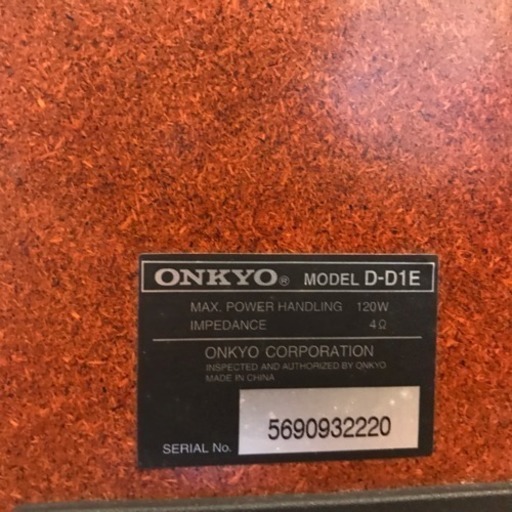 ONKYO® MODEL D-D1E
MAX. POWER HANDLING 120W
IMPEDANCE 4Ω
ONKYO CORPORATION
INSPECTED AND AUTHORIZED BY ONKYO
MADE IN CHINA
SERIAL No. 5690932220